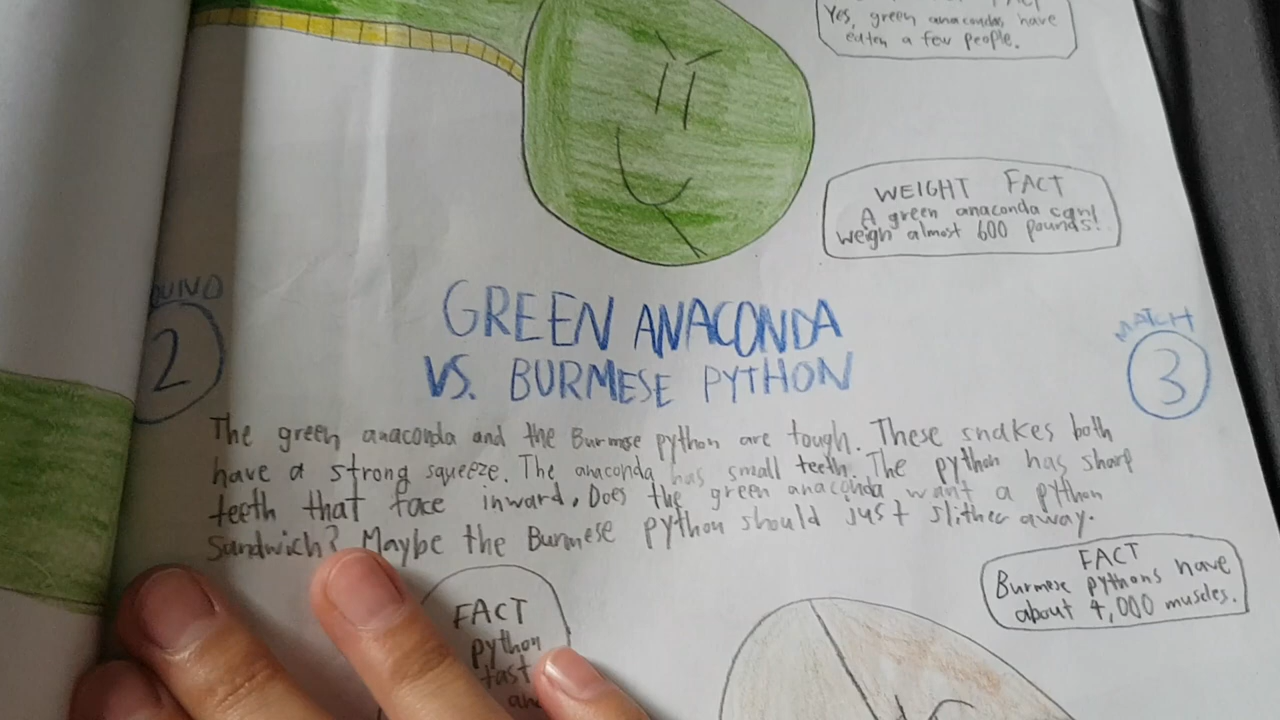 Yes, green anacondas have
eaten a few people.
WEIGHT FACT
A green anaconda can!
weigh almost 600 pounds!
2
GREEN ANACONDA
VS. BURMESE PYTHON
MATCH
3
The green anaconda and the Burmese python are tough. These snakes both
have a strong squeeze. The anaconda has small teeth. The python has sharp
teeth that face inward. Does the green anaconda want a python
sandwich? Maybe the Burmese python should just slither away.
FACT
Burmese pythons have
about 4,000 muscles.
FACT
python